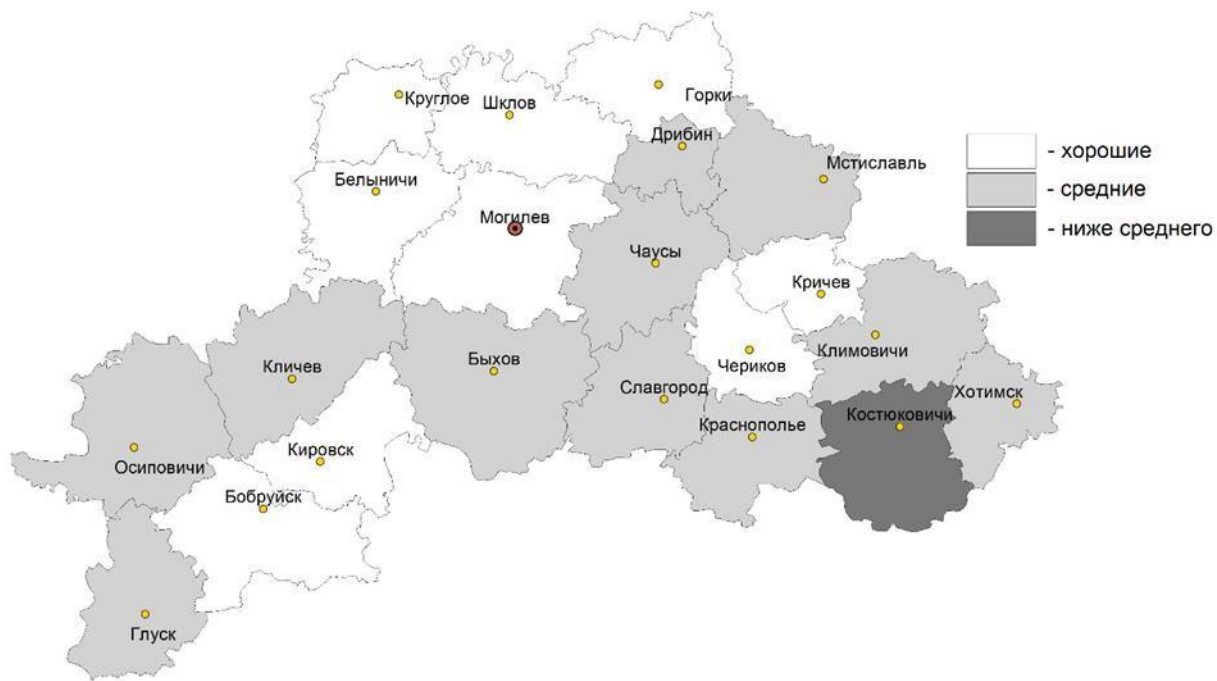 Круглое
Шклов
Горки
Дрибин
Мстиславль
Белыничи
Могилев
Чаусы
Кричев
Климовичи
Чериков
Хотимск
Костюковичи
Краснополье
Славгород
Быхов
Кличев
Осиповичи
Кировск
Бобруйск
Глуск
- хорошие
- средние
- ниже среднего